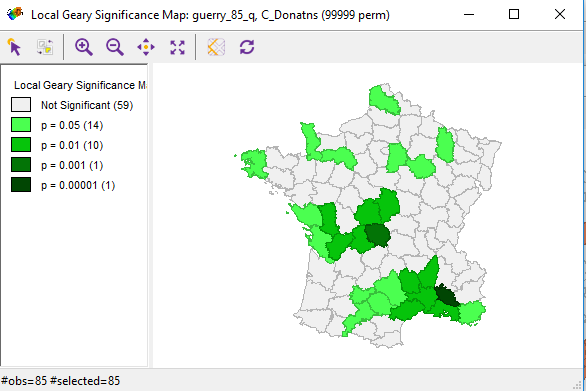 Local Geary Significance Map: guerry_85_q, C_Donatns (99999 perm)
Local Geary Significance Ma
Not Significant (59)
p = 0.05 (14)
p = 0.01 (10)
p = 0.001 (1)
p = 0.00001 (1)
#obs=85 #selected=85